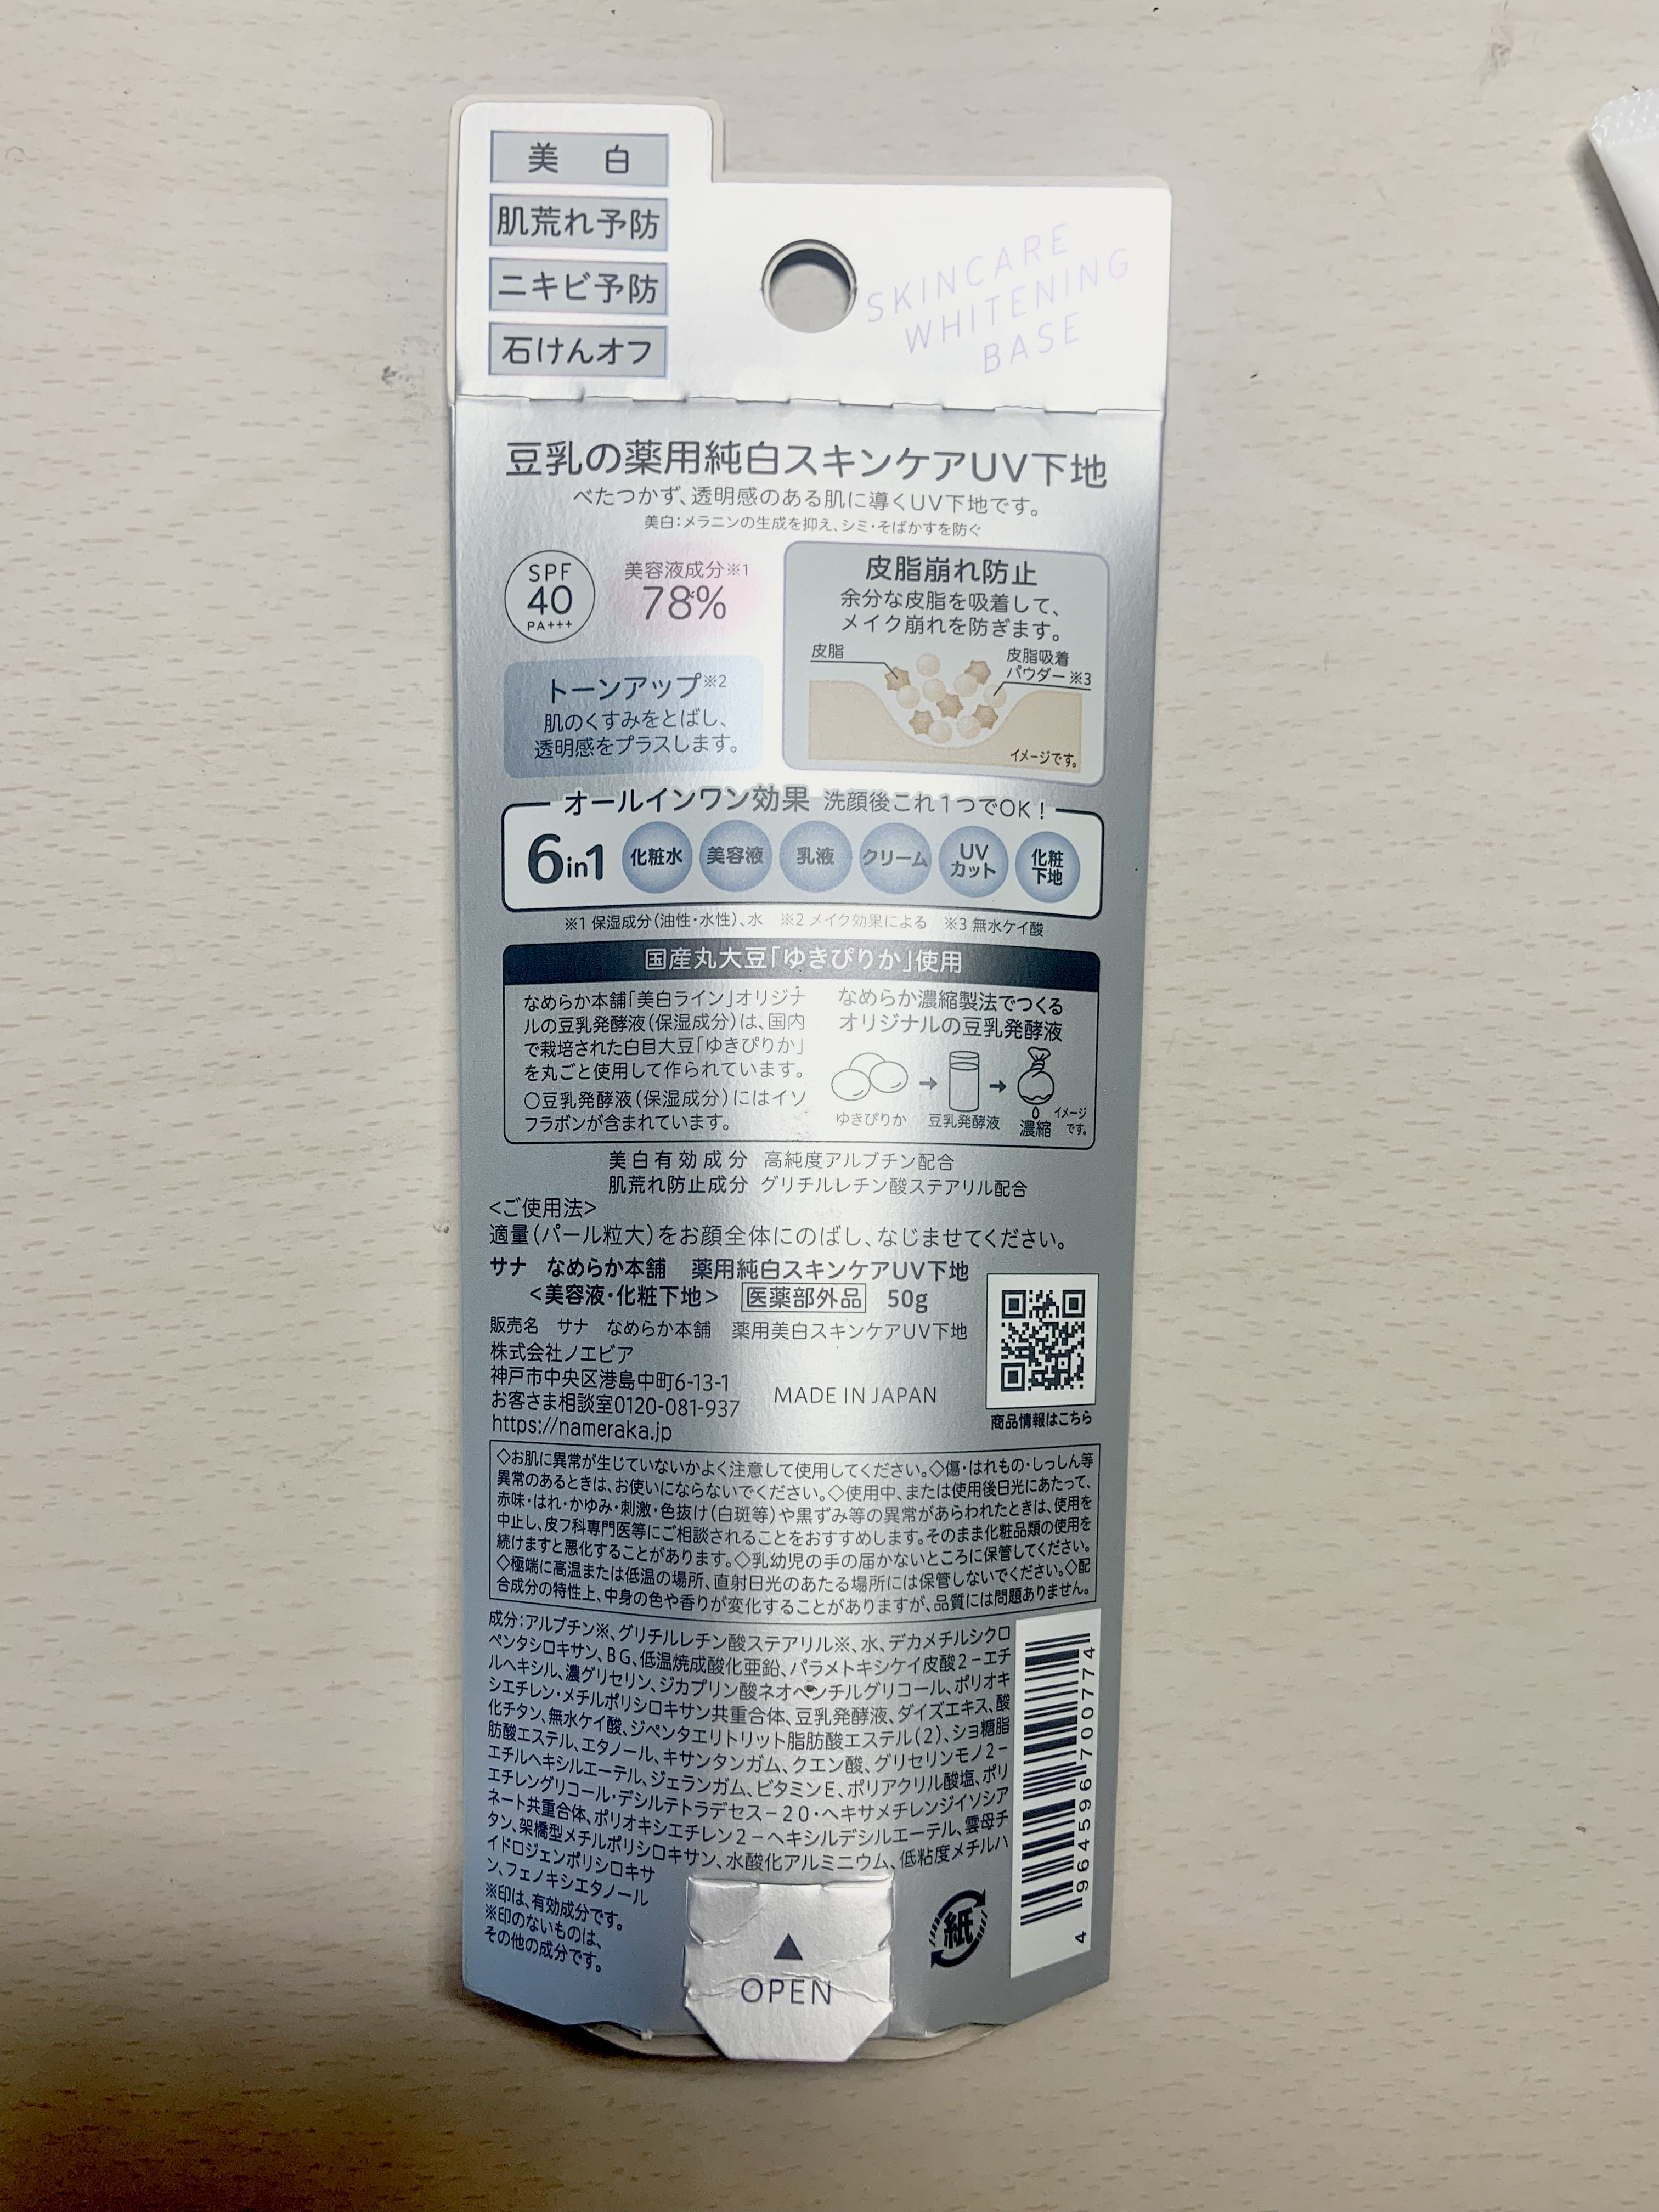 美 白
肌荒れ予防
ニキビ予防
石けんオフ
SKINCARE
WHITENING
BASE
豆乳の薬用純白スキンケアUV下地
べたつかず、透明感のある肌に導くUV下地です。
美白:メラニンの生成を抑え、シミ・そばかすを防ぐ
SPF
40
PA+++
美容液成分※1
78%
トーンアップ※2
肌のくすみをとばし、
透明感をプラスします。
皮脂崩れ防止
余分な皮脂を吸着して、
メイク崩れを防ぎます。
皮脂
皮脂吸着
パウダー※3
イメージです。
オールインワン効果 洗顔後これ1つでOK!
6in1 化粧水 美容液 乳液 クリーム UVカット 化粧下地
※1 保湿成分(油性・水性)、水 ※2 メイク効果による ※3 無水ケイ酸
国産丸大豆「ゆきぴりか」使用
なめらか本舗「美白ライン」オリジナ
ルの豆乳発酵液(保湿成分)は、国内
で栽培された白目大豆「ゆきぴりか」
を丸ごと使用して作られています。
○豆乳発酵液(保湿成分)にはイソ
フラボンが含まれています。
なめらか濃縮製法でつくる
オリジナルの豆乳発酵液
ゆきぴりか → 豆乳発酵液 → 濃縮
イメージ
です。
美白有効成分 高純度アルブチン配合
肌荒れ防止成分 グリチルレチン酸ステアリル配合
<ご使用法>
適量(パール粒大)をお顔全体にのばし、なじませてください。
サナ なめらか本舗 薬用純白スキンケアUV下地
<美容液・化粧下地> 医薬部外品 50g
販売名 サナ なめらか本舗 薬用美白スキンケアUV下地
株式会社ノエビア
神戸市中央区港島中町6-13-1
お客さま相談室0120-081-937
https://nameraka.jp
MADE IN JAPAN
商品情報はこちら
◇お肌に異常が生じていないかよく注意して使用してください。◇傷・はれもの・しっしん等
異常のあるときは、お使いにならないでください。◇使用中、または使用後日光にあたって、
赤味・はれ・かゆみ・刺激・色抜け(白斑等)や黒ずみ等の異常があらわれたときは、使用を
中止し、皮フ科専門医等にご相談されることをおすすめします。そのまま化粧品類の使用を
続けますと悪化することがあります。◇乳幼児の手の届かないところに保管してください。
◇極端に高温または低温の場所、直射日光のあたる場所には保管しないでください。◇配
合成分の特性上、中身の色や香りが変化することがありますが、品質には問題ありません。
成分:アルブチン※、グリチルレチン酸ステアリル※、水、デカメチルシクロ
ペンタシロキサン、BG、低温焼成酸化亜鉛、パラメトキシケイ皮酸2-エチ
ルヘキシル、濃グリセリン、ジカプリン酸ネオペンチルグリコール、ポリオキ
シエチレン・メチルポリシロキサン共重合体、豆乳発酵液、ダイズエキス、酸
化チタン、無水ケイ酸、ジペンタエリトリット脂肪酸エステル(2)、ショ糖脂
肪酸エステル、エタノール、キサンタンガム、クエン酸、グリセリンモノ2-
エチルヘキシルエーテル、ジェランガム、ビタミンE、ポリアクリル酸塩、ポリ
エチレングリコール・デシルテトラデセス-20・ヘキサメチレンジイソシア
ネート共重合体、ポリオキシエチレン2-ヘキシルデシルエーテル、雲母チ
タン、架橋型メチルポリシロキサン、水酸化アルミニウム、低粘度メチルハ
イドロジェンポリシロキサ
ン、フェノキシエタノール
※印は、有効成分です。
※印のないものは、
その他の成分です。
▲
OPEN
紙
4 964596 700774